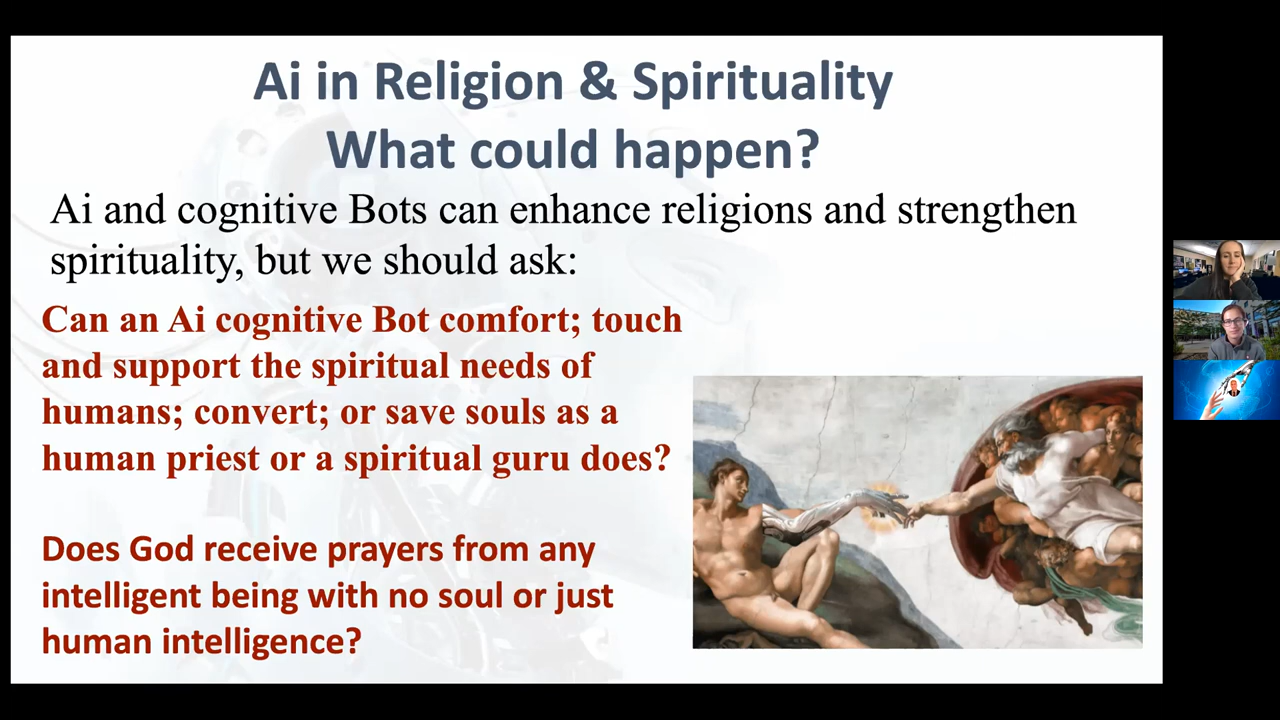 Ai in Religion & Spirituality
What could happen?
Ai and cognitive Bots can enhance religions and strengthen
spirituality, but we should ask:
Can an Ai cognitive Bot comfort; touch
and support the spiritual needs of
humans; convert; or save souls as a
human priest or a spiritual guru does?
Does God receive prayers from any
intelligent being with no soul or just
human intelligence?